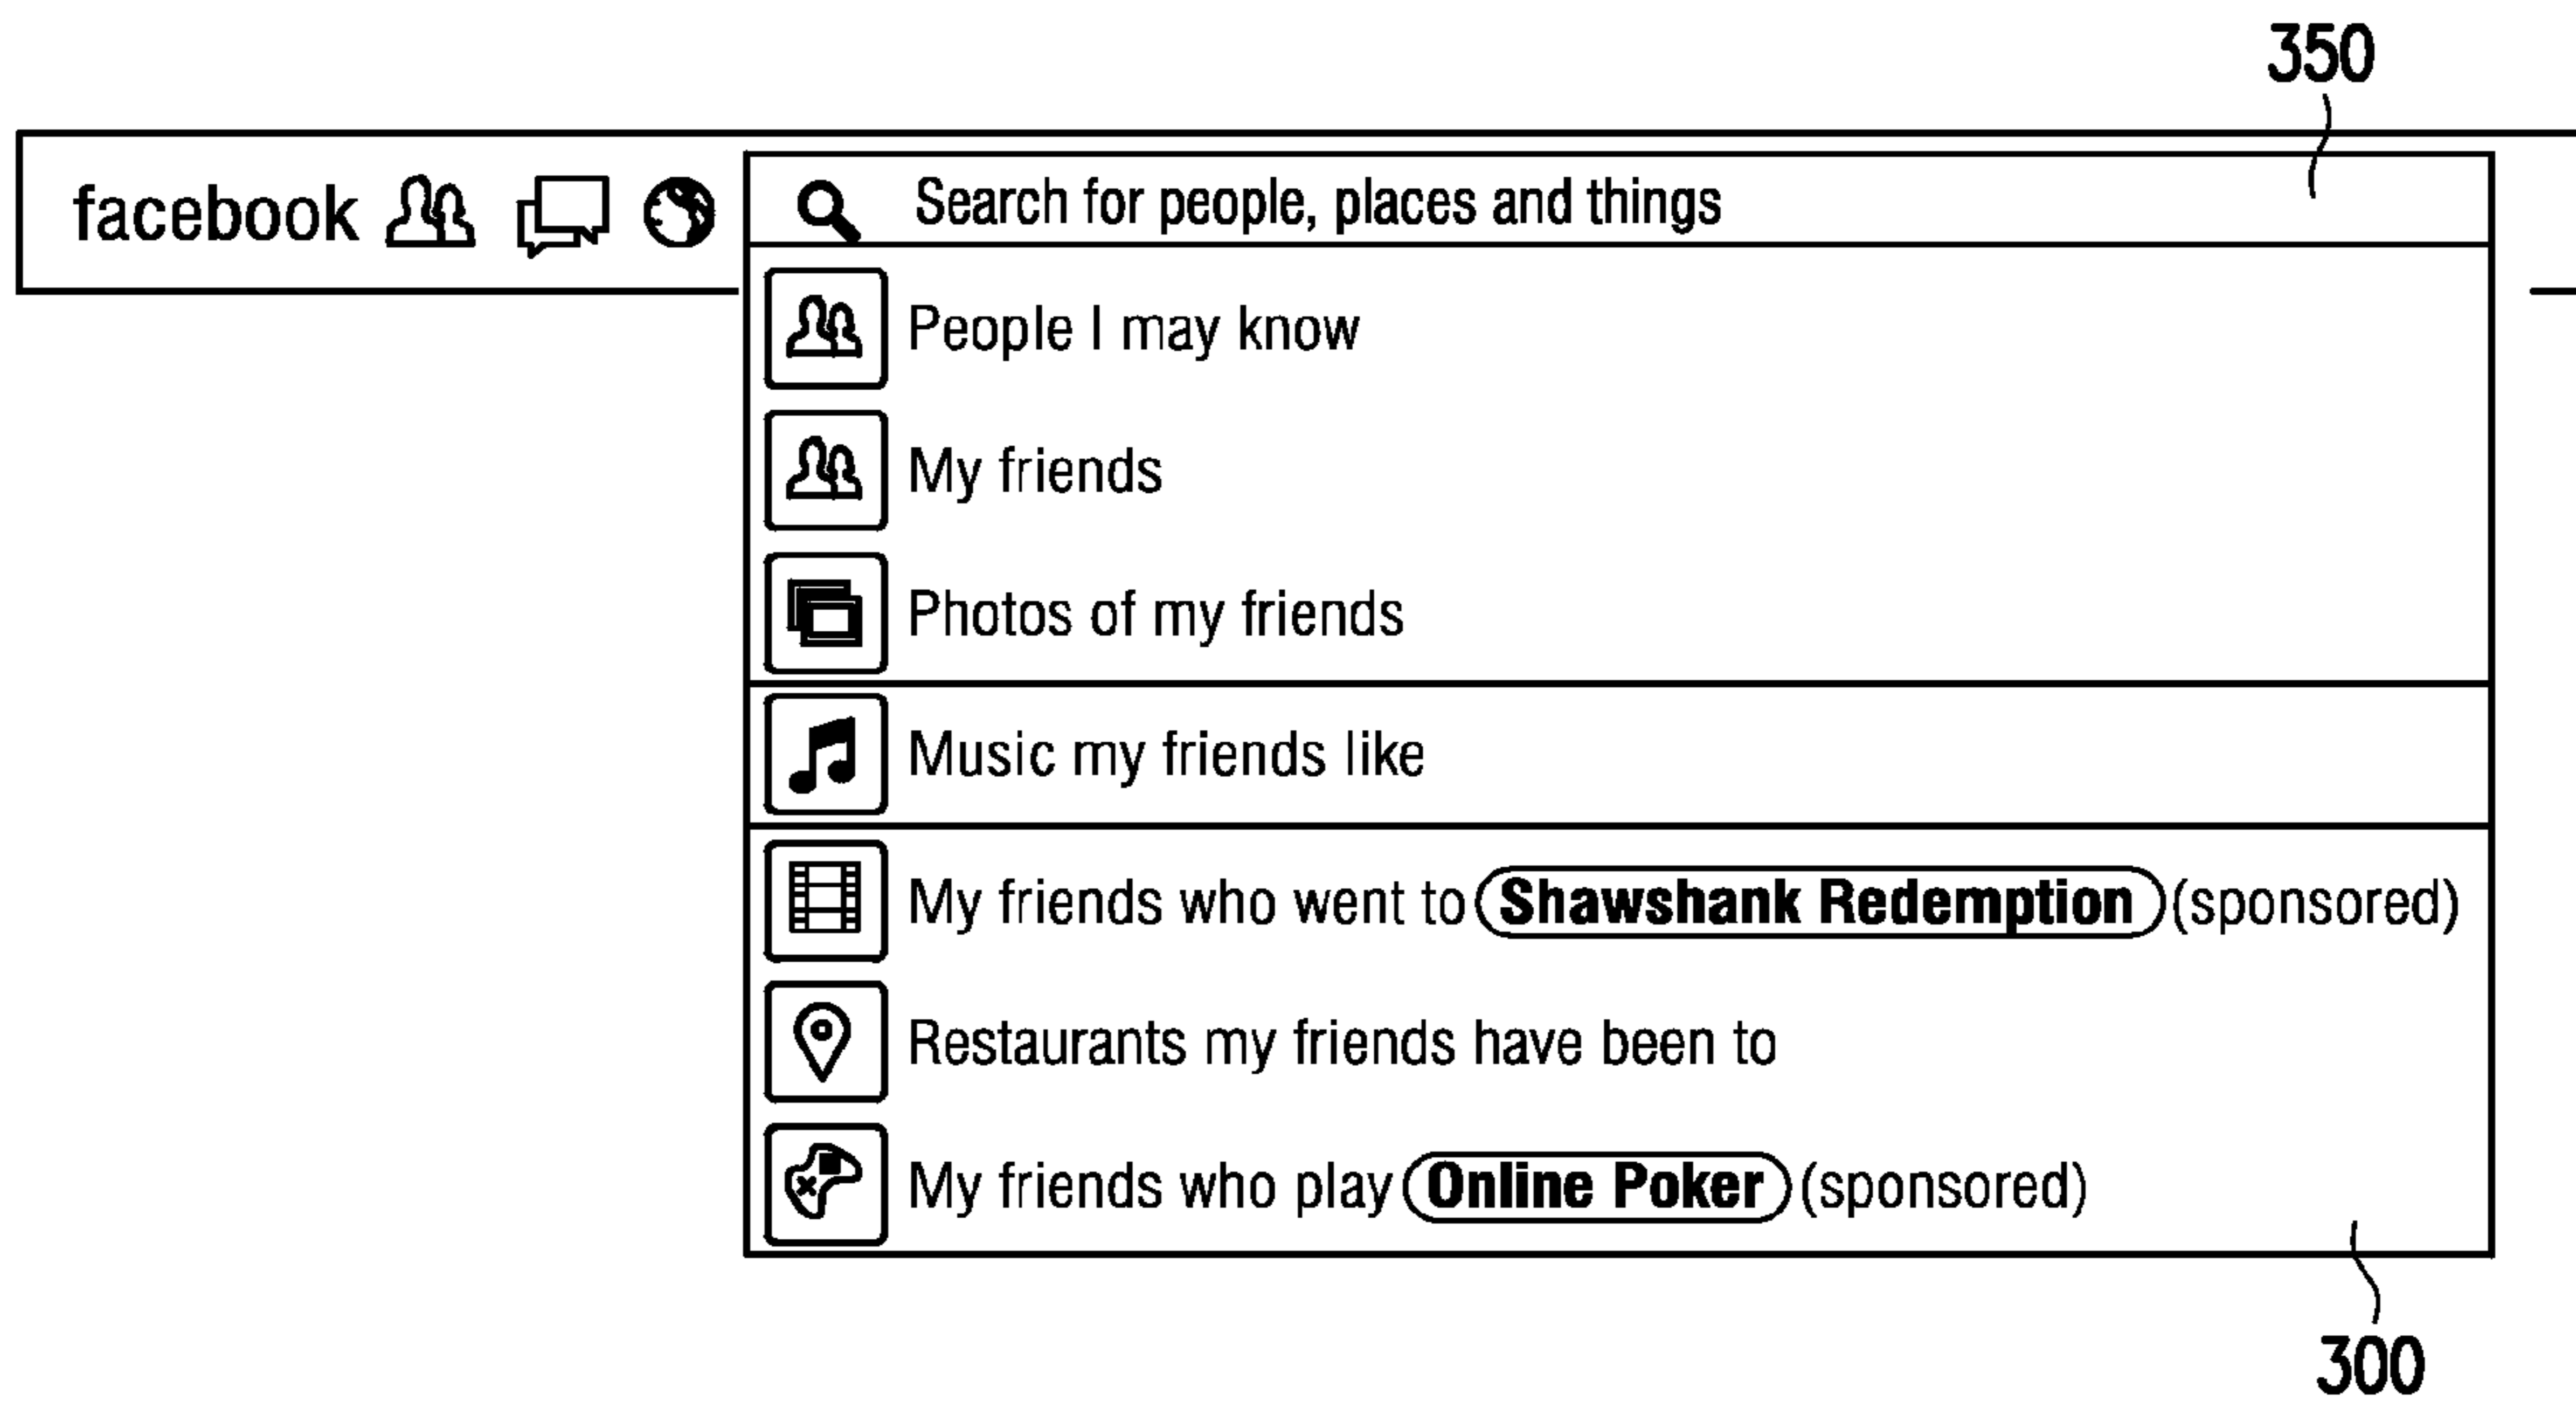 350
facebook
Search for people, places and things
People I may know
My friends
Photos of my friends
Music my friends like
My friends who went to Shawshank Redemption (sponsored)
Restaurants my friends have been to
My friends who play Online Poker (sponsored)
300